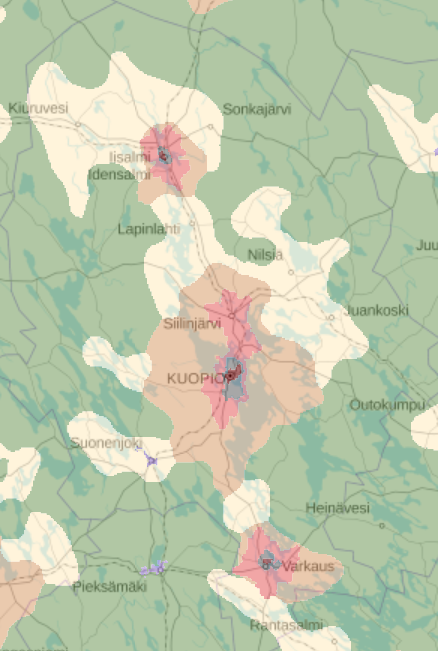 Kiuruvesi
Sonkajärvi
Iisalmi
Idensalmi
Lapinlahti
Nilsiä
Juu
Juankoski
Siilinjärvi
KUOPIO
Outokumpu
Suonenjoki
Heinävesi
Varkaus
Pieksämäki
Rantasalmi